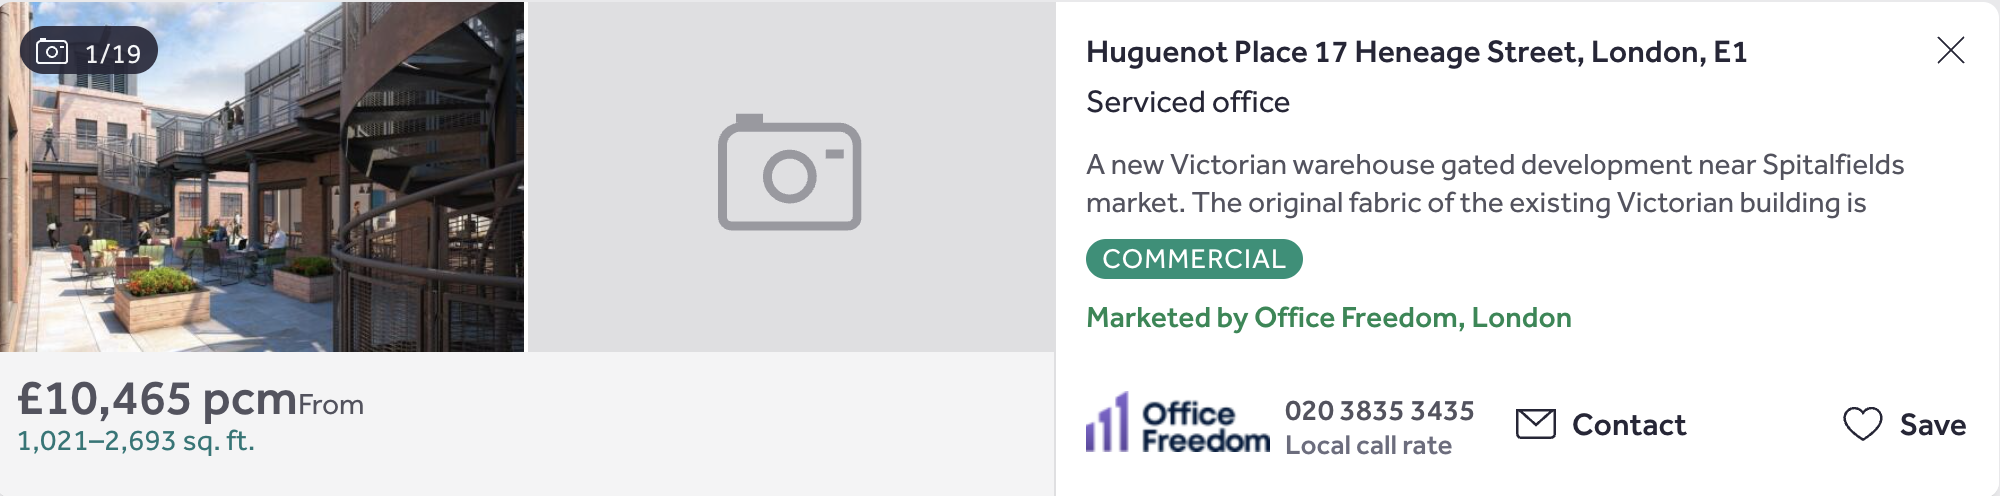 1/19
£10,465 pcm From
1,021–2,693 sq. ft.
Huguenot Place 17 Heneage Street, London, E1
Serviced office
A new Victorian warehouse gated development near Spitalfields
market. The original fabric of the existing Victorian building is
COMMERCIAL
Marketed by Office Freedom, London
Office
Freedom
020 3835 3435
Local call rate
Contact
Save